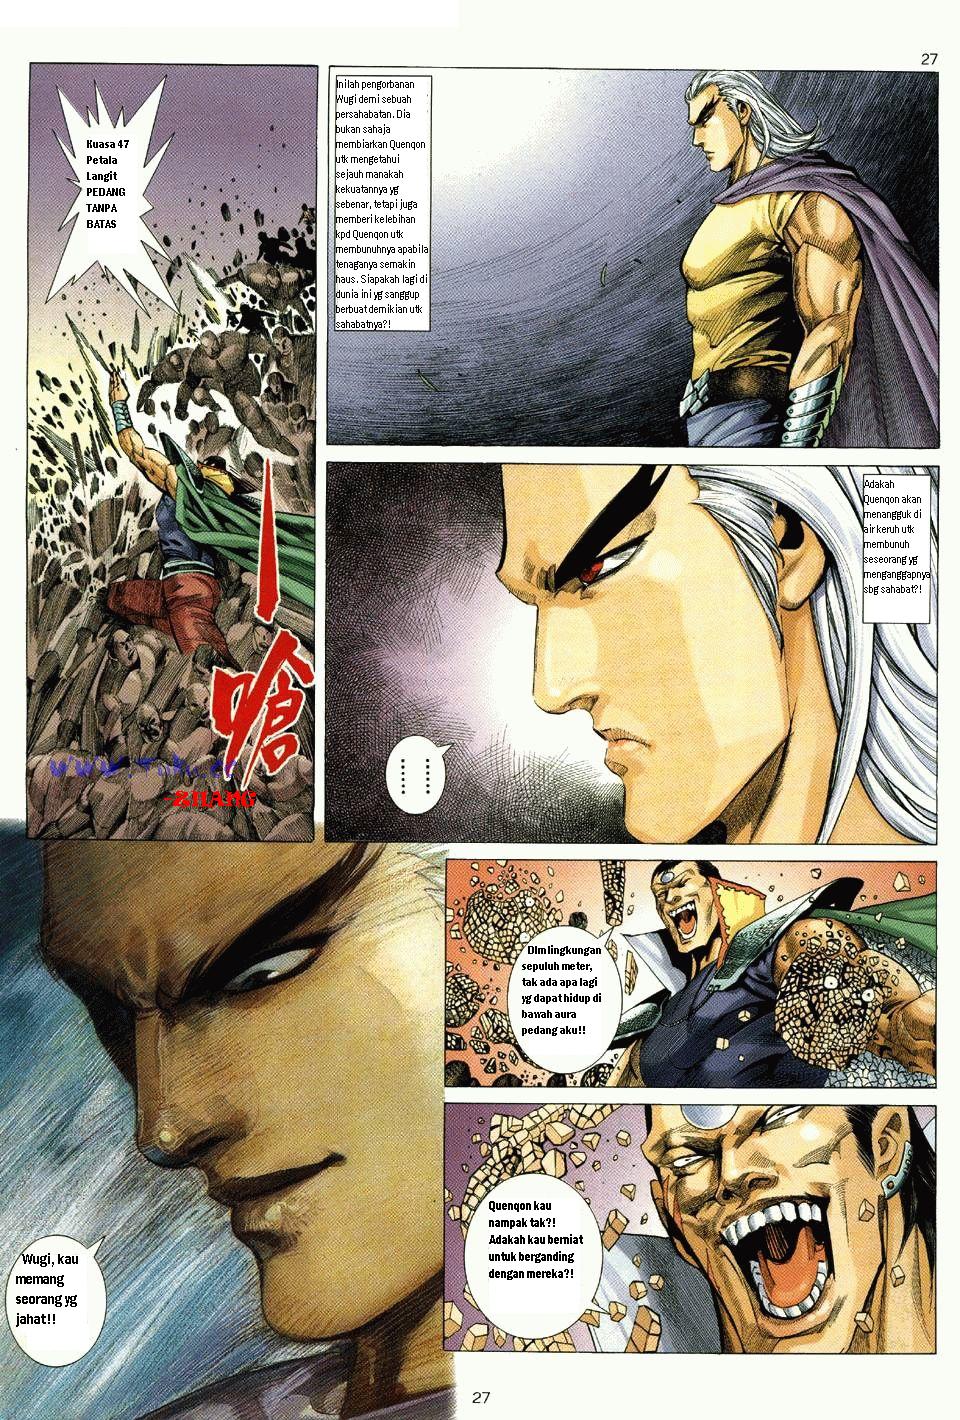 27
Kuasa 47
Petala
Langit
PEDANG
TANPA
BATAS
嗆
www.toku.cc
-ZHANG
Inilah pengorbanan
Wugi demi sebuah
persahabatan. Dia
bukan sahaja
membiarkan Quenqon
utk mengetahui
sejauh manakah
kekuatannya yg
sebenar, tetapi juga
memberi kelebihan
kpd Quenqon utk
membunuhnya apabila
tenaganya semakin
haus. Siapakah lagi di
dunia ini yg sanggup
berbuat demikian utk
sahabatnya?!
Adakah
Quenqon akan
menangguk di
air keruh utk
membunuh
seseorang yg
menganggapnya
sbg sahabat?!
...... ......
Dlm lingkungan
sepuluh meter,
tak ada apa lagi
yg dapat hidup di
bawah aura
pedang aku!!
Quenqon kau
nampak tak?!
Adakah kau berniat
untuk berganding
dengan mereka?!
Wugi, kau
memang
seorang yg
jahat!!
27